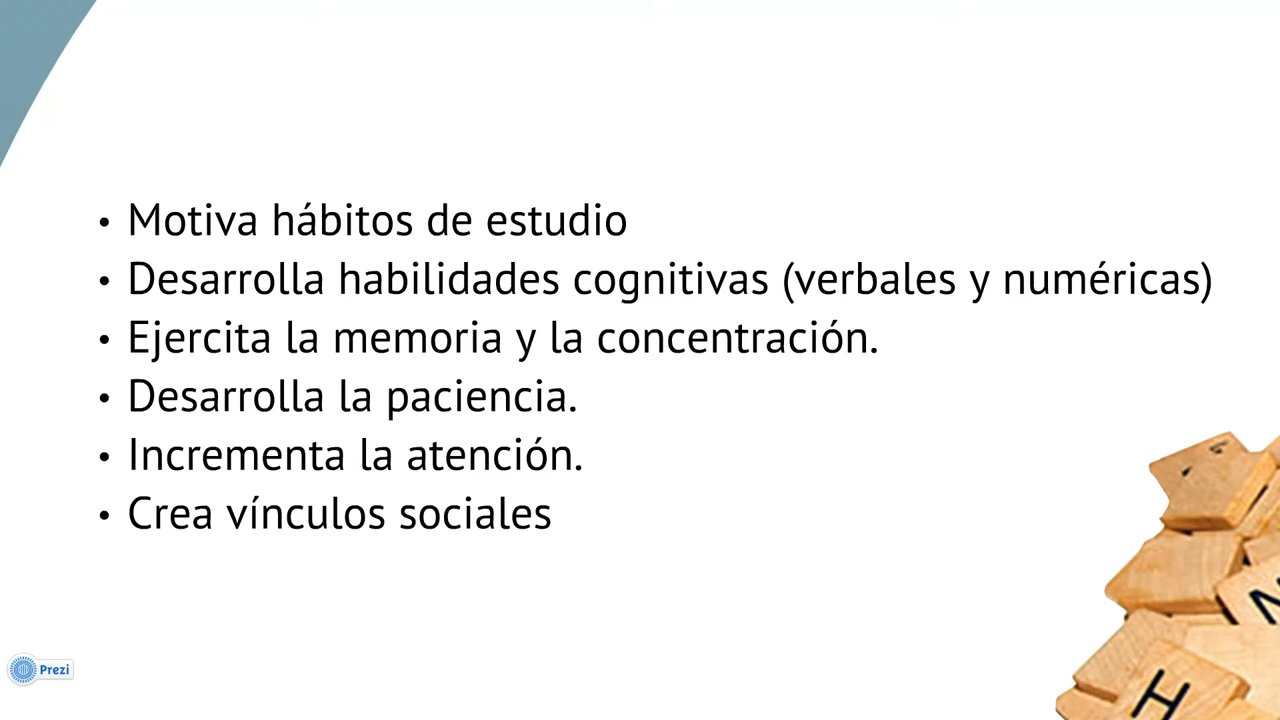 • Motiva hábitos de estudio
• Desarrolla habilidades cognitivas (verbales y numéricas)
• Ejercita la memoria y la concentración.
• Desarrolla la paciencia.
• Incrementa la atención.
• Crea vínculos sociales
Prezi
H